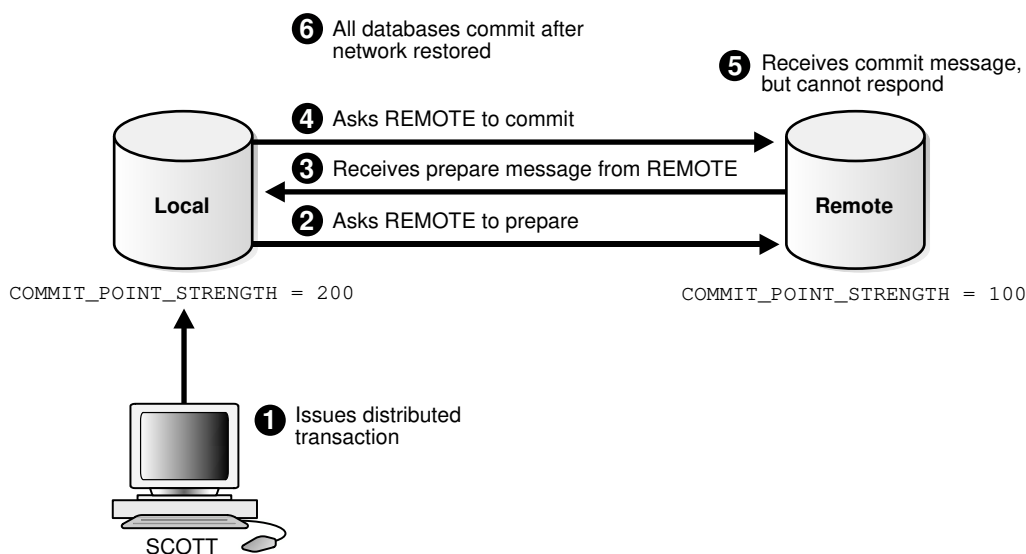 6 All databases commit after
network restored
5 Receives commit message,
but cannot respond
4 Asks REMOTE to commit
3 Receives prepare message from REMOTE
Local
Remote
2 Asks REMOTE to prepare
COMMIT_POINT_STRENGTH = 200
COMMIT_POINT_STRENGTH = 100
1 Issues distributed
transaction
SCOTT